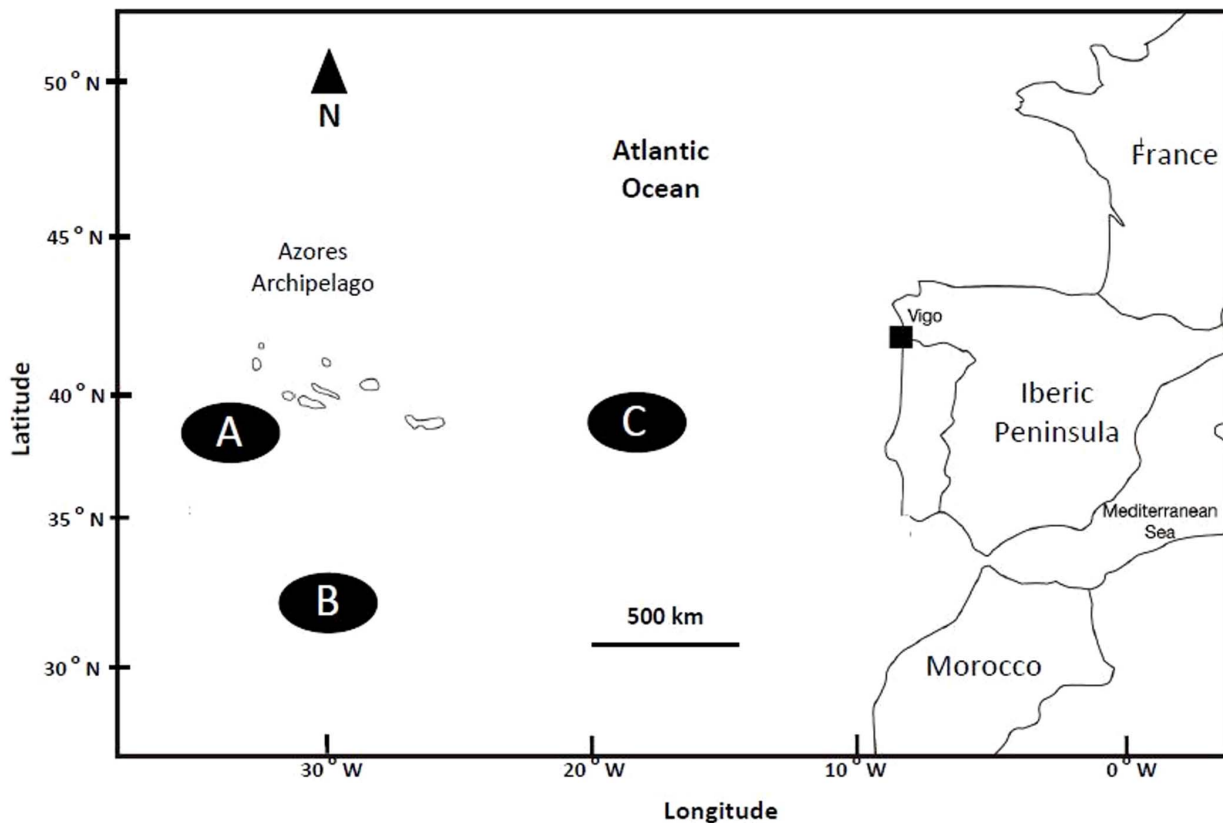 50° N
N
Atlantic
Ocean
France
45° N
Azores
Archipelago
Vigo
40° N
Iberic
Peninsula
A
C
Latitude
35° N
Mediterranean
Sea
B
500 km
30° N
Morocco
30° W
20° W
10° W
0° W
Longitude